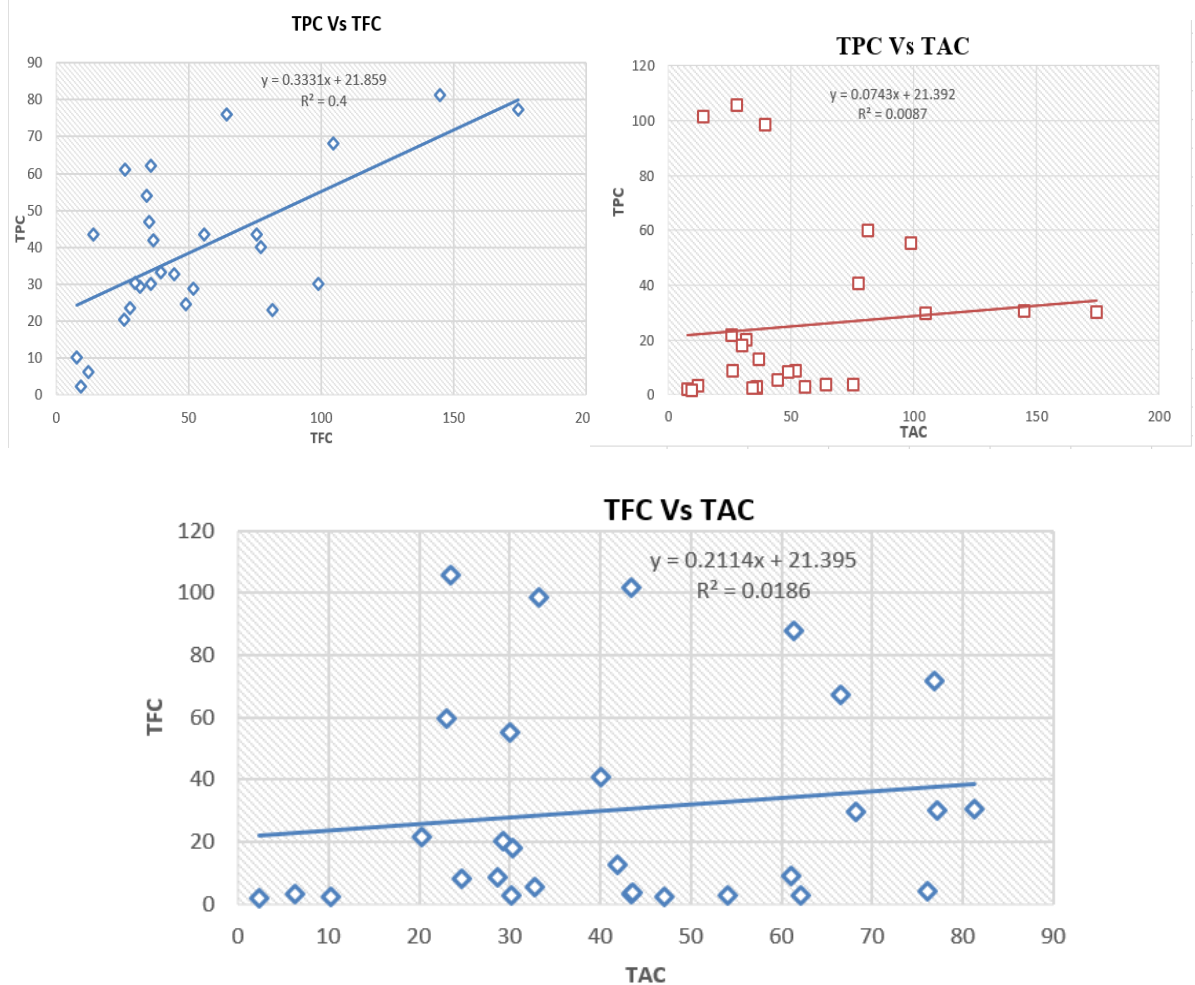 TPC Vs TFC
y = 0.3331x + 21.859
R² = 0.4
90
80
70
60
50
40
30
20
10
0
TPC
0 50 100 150 20
TFC
TPC Vs TAC
y = 0.0743x + 21.392
R² = 0.0087
120
100
80
60
40
20
0
TPC
0 50 100 150 200
TAC
TFC Vs TAC
y = 0.2114x + 21.395
R² = 0.0186
120
100
80
60
40
20
0
TFC
0 10 20 30 40 50 60 70 80 90
TAC